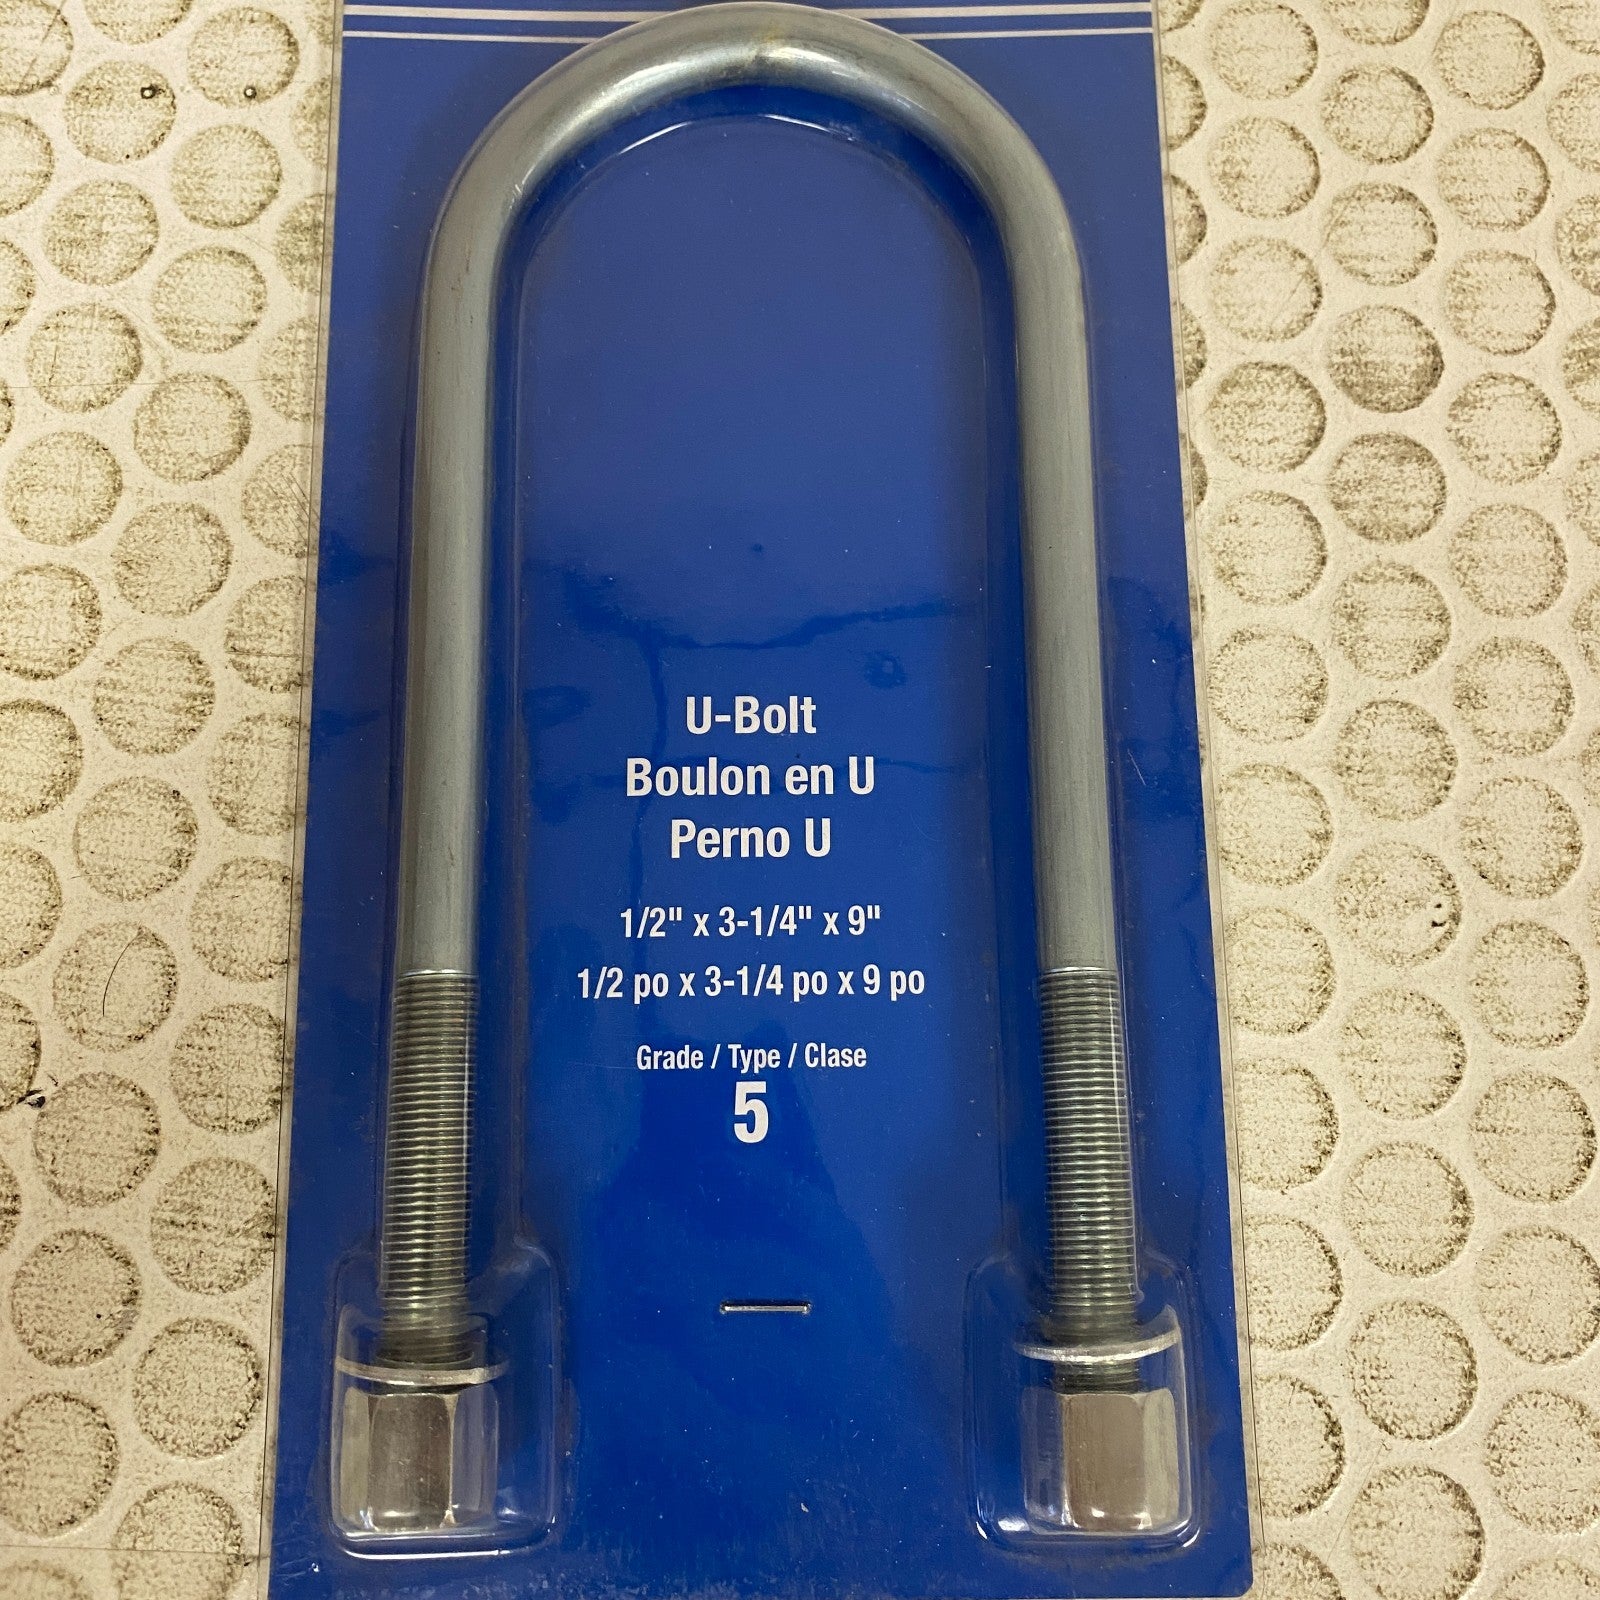 U-Bolt
Boulon en U
Perno U
1/2" x 3-1/4" x 9"
1/2 po x 3-1/4 po x 9 po
Grade / Type / Clase
5